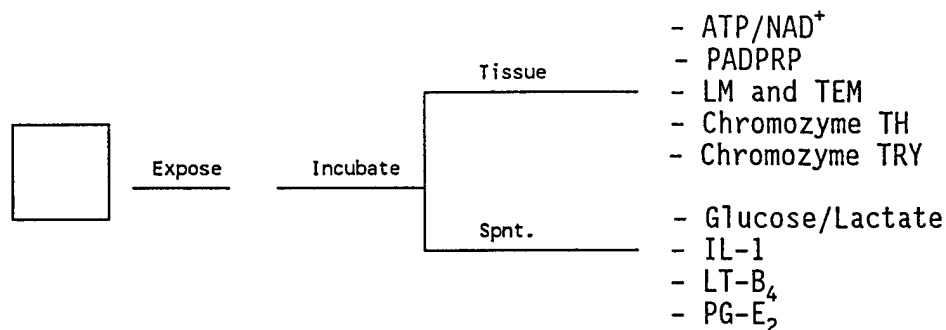 - ATP/NAD⁺
- PADPRP
Tissue
- LM and TEM
- Chromozyme TH
- Chromozyme TRY
Expose
Incubate
- Glucose/Lactate
Spnt.
- IL-1
- LT-B₄
- PG-E₂